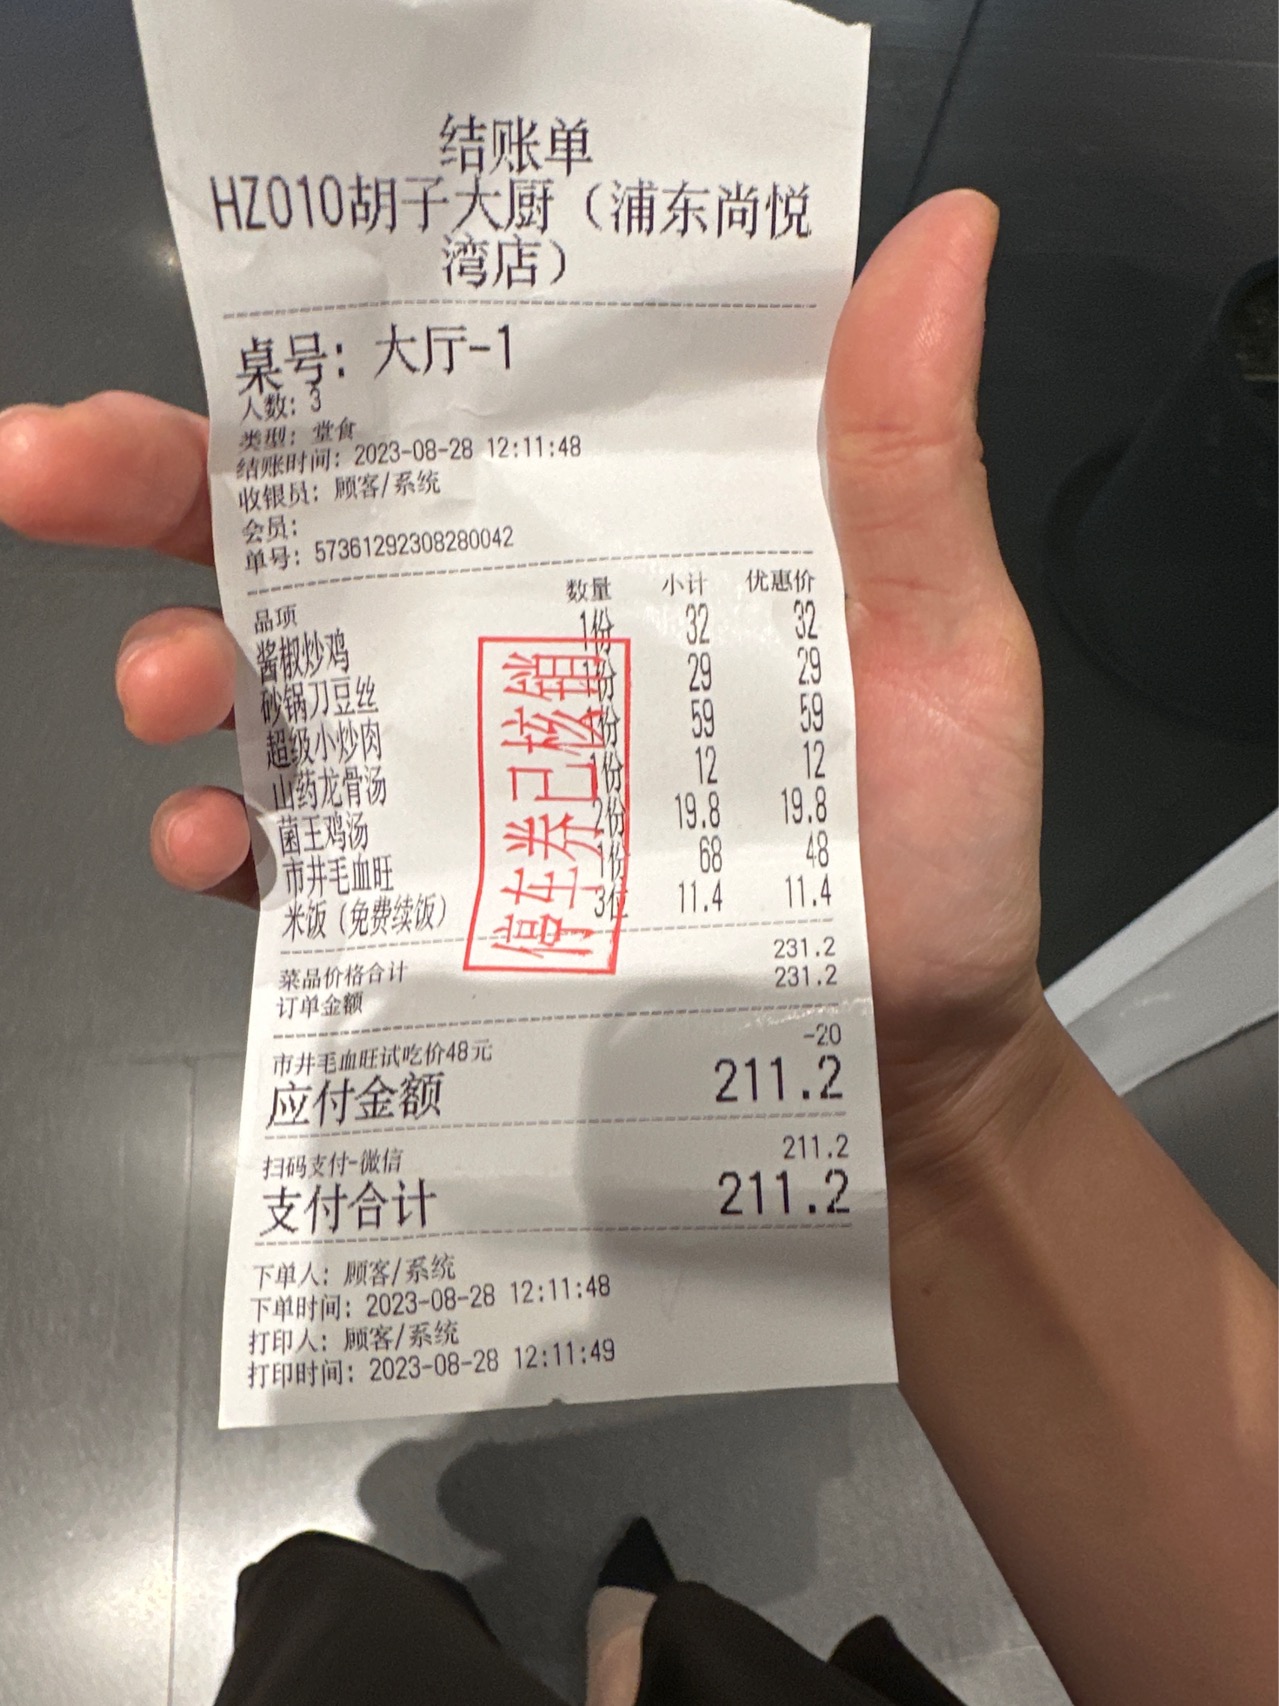 结账单
HZ010胡子大厨（浦东尚悦
湾店）
桌号：大厅-1
人数：3
类型：堂食
结账时间：2023-08-28 12:11:48
收银员：顾客/系统
会员：
单号：57361292308280042
品项 数量 小计 优惠价
酱椒炒鸡 1份 32 32
砂锅刀豆丝 1份 29 29
超级小炒肉 1份 59 59
山药龙骨汤 1份 12 12
菌王鸡汤 2份 19.8 19.8
市井毛血旺 1份 68 48
米饭（免费续饭） 3位 11.4 11.4
停车券已核销
菜品价格合计 231.2
订单金额 231.2
市井毛血旺试吃价48元 -20
应付金额 211.2
扫码支付-微信 211.2
支付合计 211.2
下单人：顾客/系统
下单时间：2023-08-28 12:11:48
打印人：顾客/系统
打印时间：2023-08-28 12:11:49